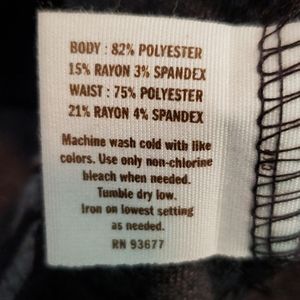 BODY : 82% POLYESTER
15% RAYON 3% SPANDEX
WAIST : 75% POLYESTER
21% RAYON 4% SPANDEX
Machine wash cold with like
colors. Use only non-chlorine
bleach when needed.
Tumble dry low.
Iron on lowest setting
as needed.
RN 93677